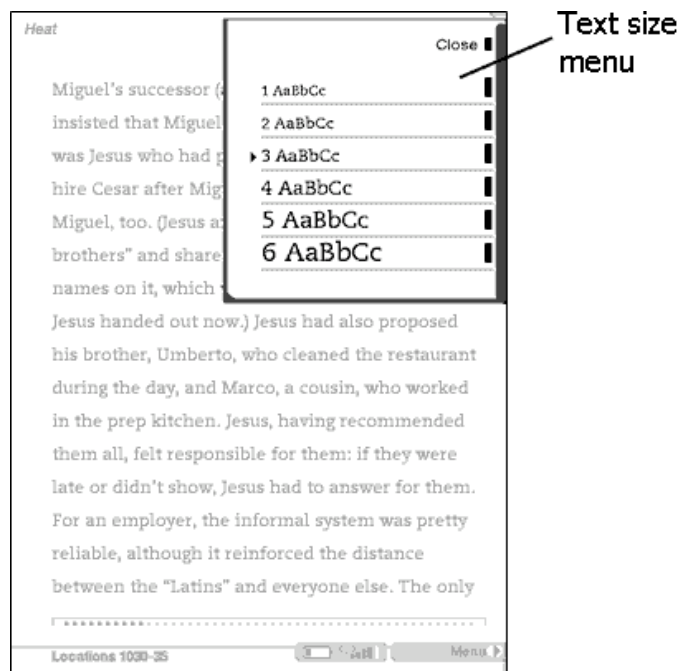 Heat
Close
Text size
menu
1 AaBbCc
2 AaBbCc
3 AaBbCc
4 AaBbCc
5 AaBbCc
6 AaBbCc
Miguel's successor (
insisted that Miguel
was Jesus who had p
hire Cesar after Mig
Miguel, too. (Jesus a
brothers" and share
names on it, which
Jesus handed out now.) Jesus had also proposed
his brother, Umberto, who cleaned the restaurant
during the day, and Marco, a cousin, who worked
in the prep kitchen. Jesus, having recommended
them all, felt responsible for them: if they were
late or didn't show, Jesus had to answer for them.
For an employer, the informal system was pretty
reliable, although it reinforced the distance
between the "Latins" and everyone else. The only
Locations 1030-35
Menu